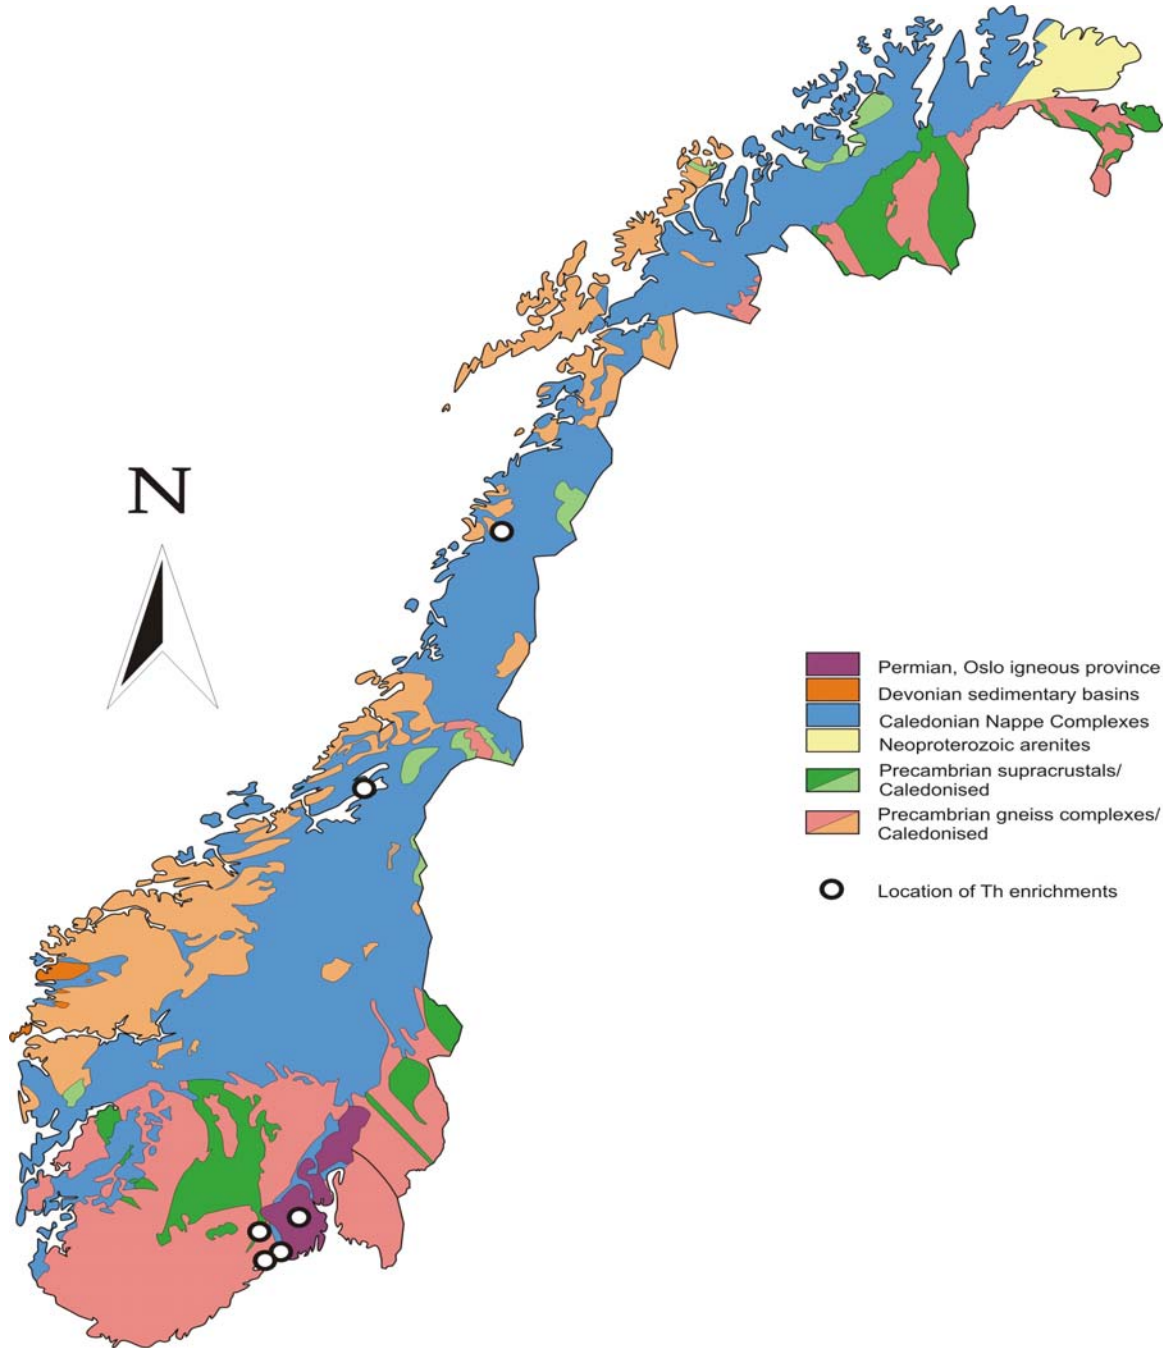 N
Permian, Oslo igneous province
Devonian sedimentary basins
Caledonian Nappe Complexes
Neoproterozoic arenites
Precambrian supracrustals/
Caledonised
Precambrian gneiss complexes/
Caledonised
Location of Th enrichments